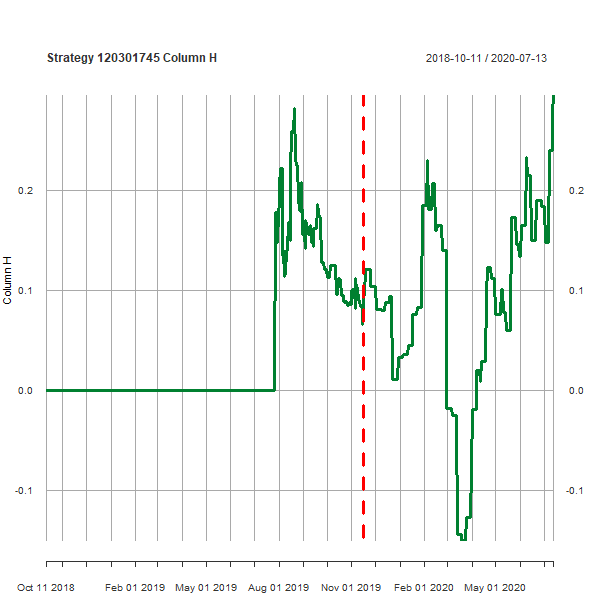 Strategy 120301745 Column H
2018-10-11 / 2020-07-13
0.2
0.2
0.1
0.1
Column H
0.0
0.0
-0.1
-0.1
Oct 11 2018
Feb 01 2019
May 01 2019
Aug 01 2019
Nov 01 2019
Feb 01 2020
May 01 2020